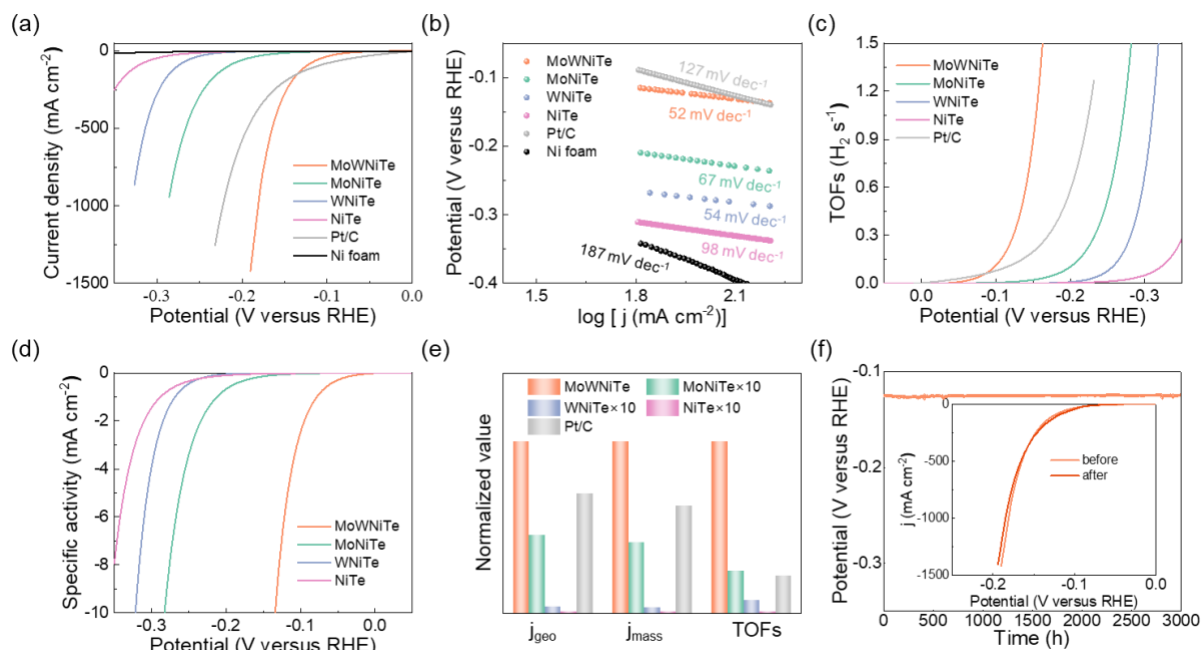 (a)
Current density (mA cm⁻²)
0
-500
-1000
-1500
-0.3
-0.2
-0.1
0.0
Potential (V versus RHE)
MoWNiTe
MoNiTe
WNiTe
NiTe
Pt/C
Ni foam
(b)
Potential (V versus RHE)
-0.1
-0.2
-0.3
-0.4
1.5
1.8
2.1
log [ j (mA cm⁻²)]
MoWNiTe
MoNiTe
WNiTe
NiTe
Pt/C
Ni foam
127 mV dec⁻¹
52 mV dec⁻¹
67 mV dec⁻¹
54 mV dec⁻¹
98 mV dec⁻¹
187 mV dec⁻¹
(c)
TOFs (H₂ s⁻¹)
1.5
1.2
0.9
0.6
0.3
0.0
0.0
-0.1
-0.2
-0.3
Potential (V versus RHE)
MoWNiTe
MoNiTe
WNiTe
NiTe
Pt/C
(d)
Specific activity (mA cm⁻²)
0
-2
-4
-6
-8
-10
-0.3
-0.2
-0.1
0.0
Potential (V versus RHE)
MoWNiTe
MoNiTe
WNiTe
NiTe
(e)
Normalized value
MoWNiTe
MoNiTe×10
WNiTe×10
NiTe×10
Pt/C
j_geo
j_mass
TOFs
(f)
Potential (V versus RHE)
-0.1
-0.2
-0.3
0
500
1000
1500
2000
2500
3000
Time (h)
j (mA cm⁻²)
0
-500
-1000
-1500
-0.2
-0.1
0.0
Potential (V versus RHE)
before
after